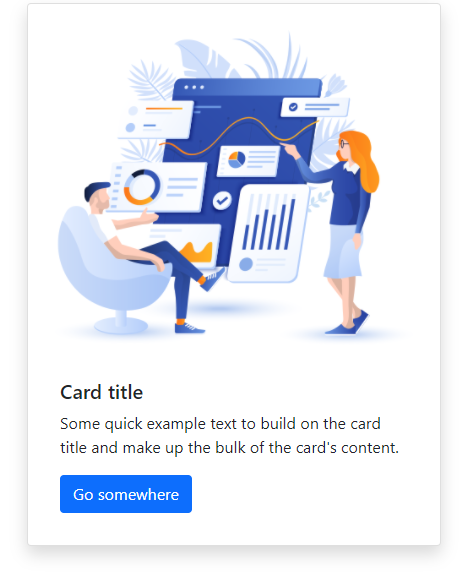 Card title
Some quick example text to build on the card
title and make up the bulk of the card's content.
Go somewhere